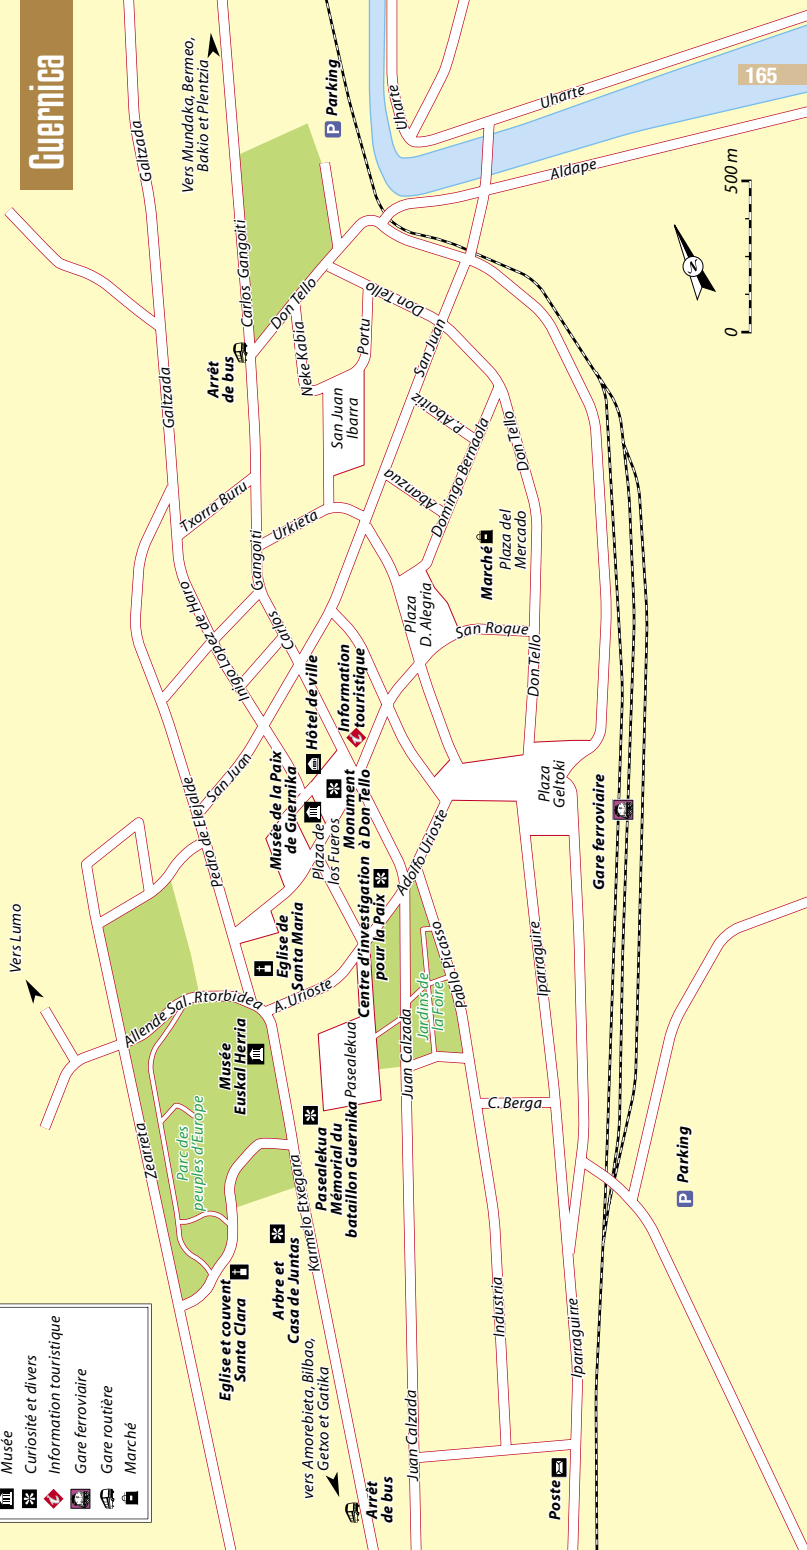 Guernica
165
Musée
Curiosité et divers
Information touristique
Gare ferroviaire
Gare routière
Marché
Vers Lumo
Vers Mundaka, Bermeo,
Bakio et Plentzia
P Parking
Uharte
Uharte
Aldape
500 m
0
N
Galtzada
Galtzada
Carlos Gangoiti
Don Tello
Don Tello
Neke Kabia
Portu
San Juan
San Juan
Ibarra
Arrêt
de bus
P. Aboitiz
Abanzua
Domingo Bernaola
Don Tello
Txorra Buru
Urkieta
Gangoiti
Carlos
Marché
Plaza del
Mercado
Plaza
D. Alegria
San Roque
Don Tello
Inigo Lopez de Haro
Hôtel de ville
Information
touristique
San Juan
Pedro de Elejalde
Musée de la Paix
de Guernika
Plaza de
los Fueros
Monument
à Don Tello
Plaza
Geltoki
Gare ferroviaire
Adolfo Urioste
Centre d'investigation
pour la Paix
Eglise de
Santa Maria
A. Urioste
Allende Sal. Rtorbidea
Musée
Euskal Herria
Pablo Picasso
Jardins de
la Foire
Iparraguire
Juan Calzada
Pasealekua
C. Berga
Zearreta
Parc des
peuples d'Europe
Pasealekua
Mémorial du
bataillon Guernika
Karmelo Etxegara
Arbre et
Casa de Juntas
Eglise et couvent
Santa Clara
P Parking
Industria
Iparraguirre
Juan Calzada
vers Amorebieta, Bilbao,
Getxo et Gatika
Arrêt
de bus
Poste